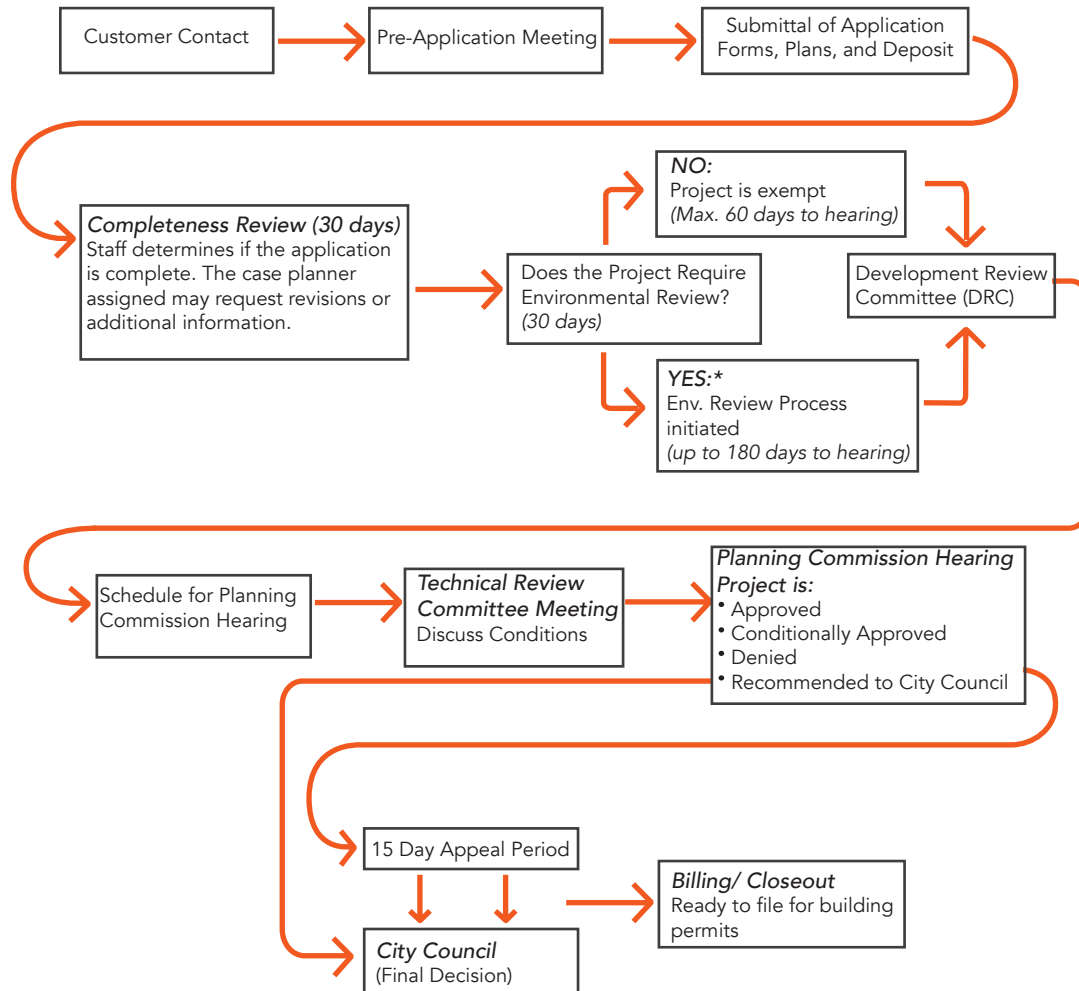 Customer Contact
Pre-Application Meeting
Submittal of Application
Forms, Plans, and Deposit
Completeness Review (30 days)
Staff determines if the application
is complete. The case planner
assigned may request revisions or
additional information.
Does the Project Require
Environmental Review?
(30 days)
NO:
Project is exempt
(Max. 60 days to hearing)
YES:*
Env. Review Process
initiated
(up to 180 days to hearing)
Development Review
Committee (DRC)
Schedule for Planning
Commission Hearing
Technical Review
Committee Meeting
Discuss Conditions
Planning Commission Hearing
Project is:
• Approved
• Conditionally Approved
• Denied
• Recommended to City Council
15 Day Appeal Period
City Council
(Final Decision)
Billing/ Closeout
Ready to file for building
permits